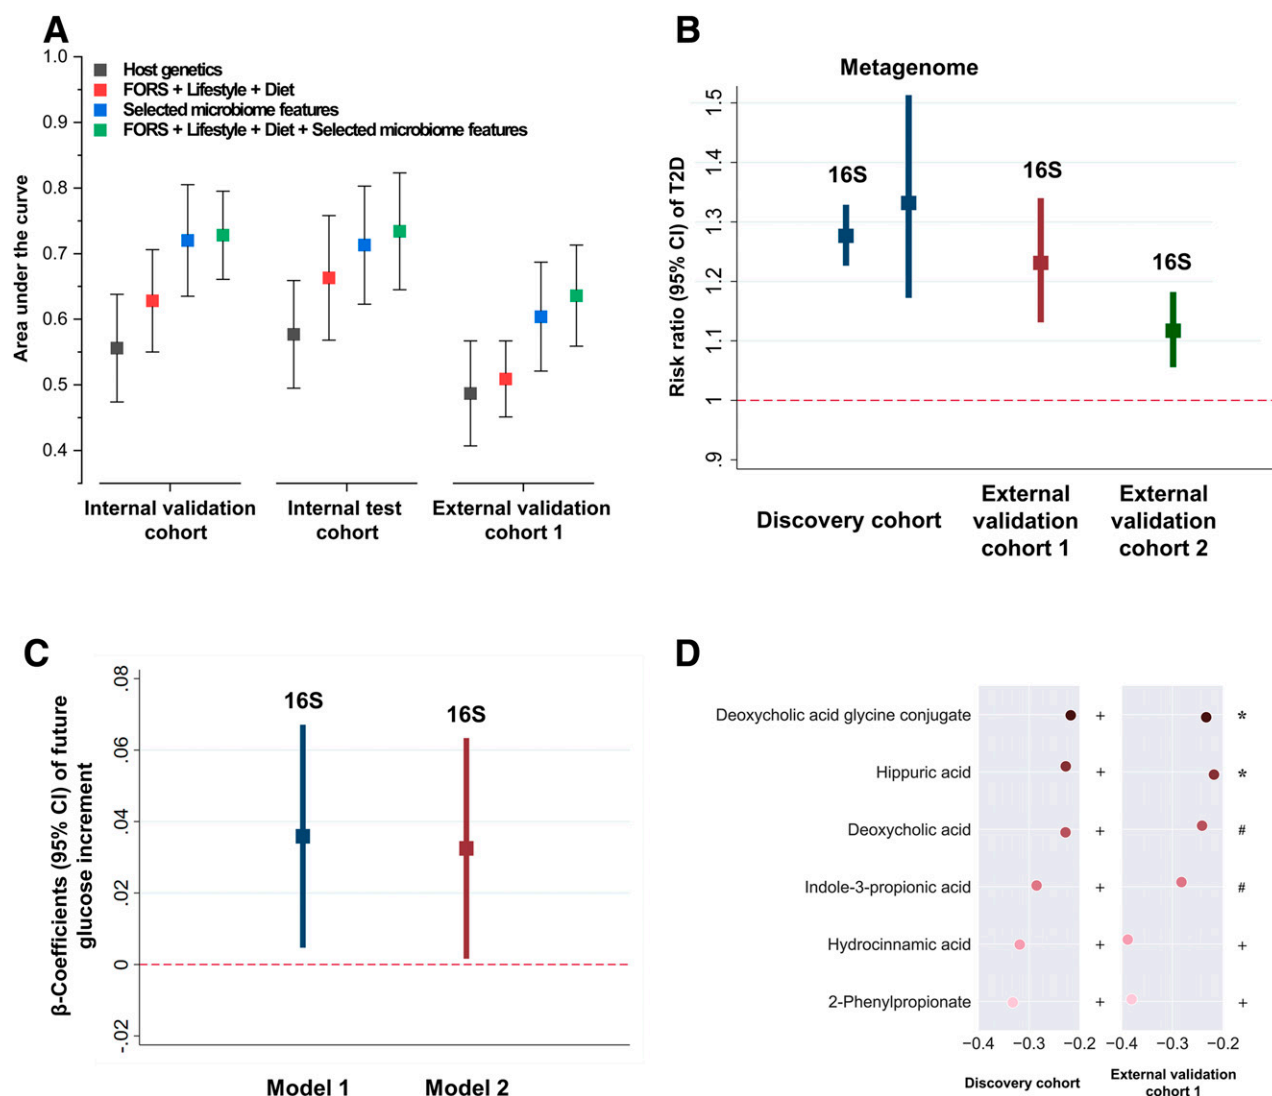 A
Area under the curve
1.0
0.9
0.8
0.7
0.6
0.5
0.4
Host genetics
FORS + Lifestyle + Diet
Selected microbiome features
FORS + Lifestyle + Diet + Selected microbiome features
Internal validation
cohort
Internal test
cohort
External validation
cohort 1
B
Risk ratio (95% CI) of T2D
1.5
1.4
1.3
1.2
1.1
1
.9
Metagenome
16S
16S
16S
Discovery cohort
External
validation
cohort 1
External
validation
cohort 2
C
β-Coefficients (95% CI) of future
glucose increment
.08
.06
.04
.02
0
-.02
16S
16S
Model 1
Model 2
D
Deoxycholic acid glycine conjugate + *
Hippuric acid + *
Deoxycholic acid + #
Indole-3-propionic acid + #
Hydrocinnamic acid + +
2-Phenylpropionate + +
−0.4 −0.3 −0.2 −0.4 −0.3 −0.2
Discovery cohort
External validation
cohort 1